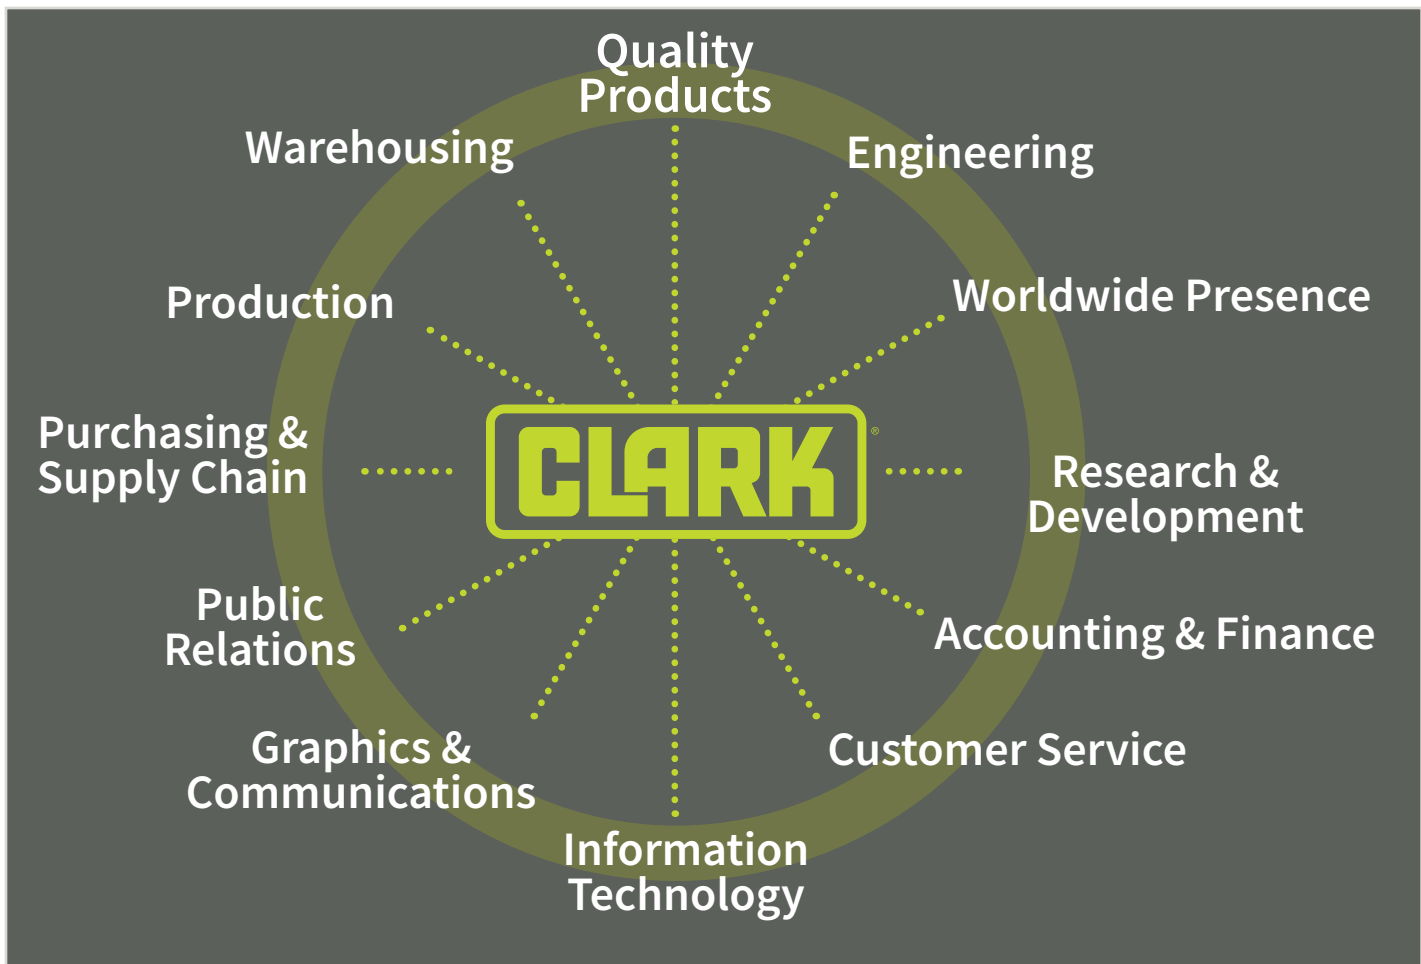 Quality
Products
Warehousing
Engineering
Production
Worldwide Presence
Purchasing &
Supply Chain
CLARK
®
Research &
Development
Public
Relations
Accounting & Finance
Graphics &
Communications
Customer Service
Information
Technology